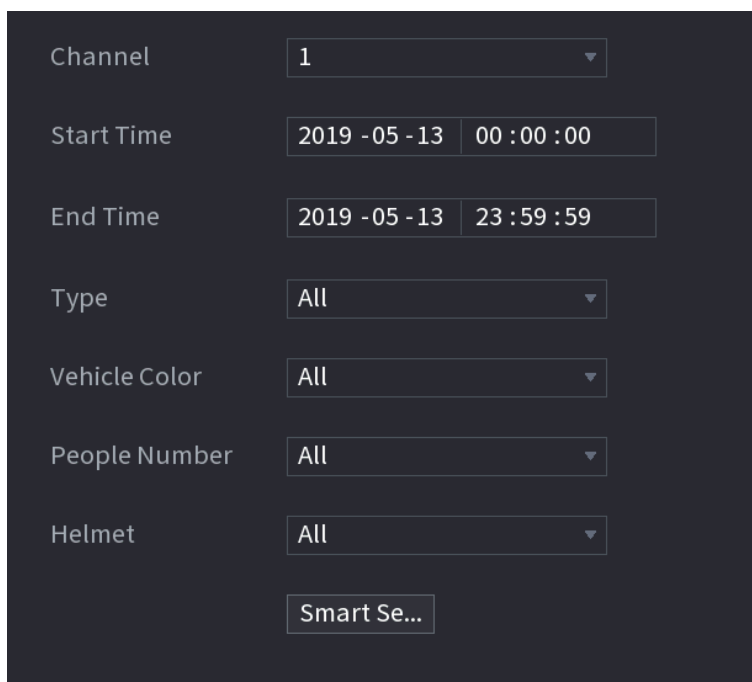 Channel 1
Start Time 2019 -05 -13 00 :00 :00
End Time 2019 -05 -13 23 :59 :59
Type All
Vehicle Color All
People Number All
Helmet All
Smart Se...